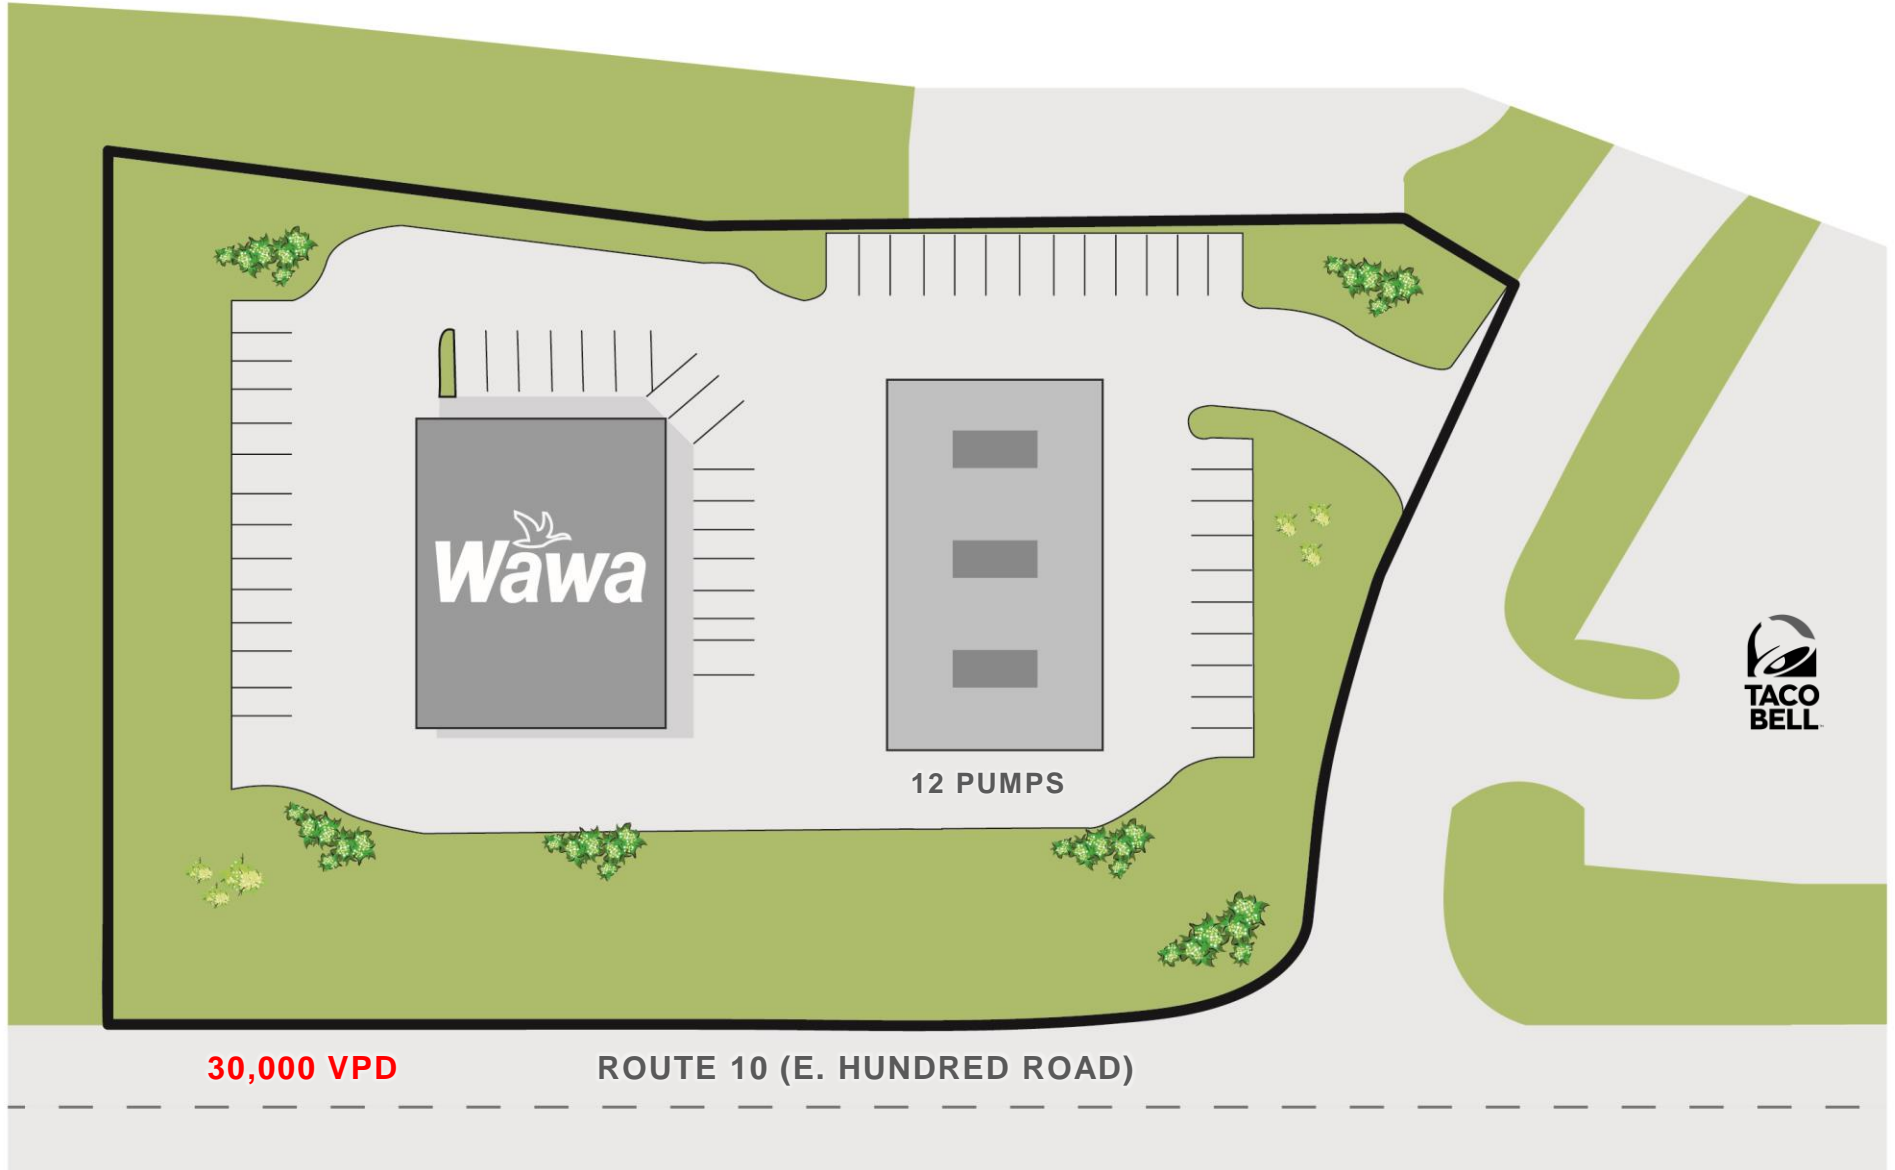 Wawa
12 PUMPS
TACO
BELL
30,000 VPD
ROUTE 10 (E. HUNDRED ROAD)